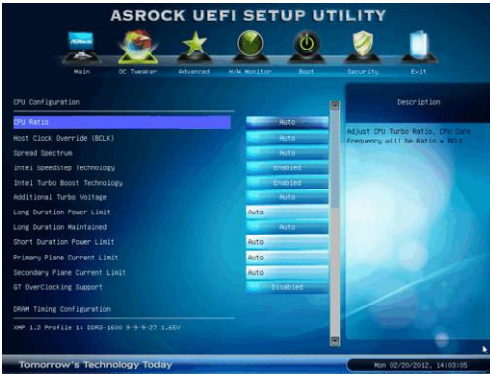 ASROCK UEFI SETUP UTILITY
Main OC Tweaker Advanced H/W Monitor Boot Security Exit
CPU Configuration
Description
CPU Ratio Auto
Adjust CPU Turbo Ratio, CPU Core
Frequency will be Ratio * BCLK
Host Clock Override (BCLK) Auto
Spread Spectrum Auto
Intel SpeedStep Technology Enabled
Intel Turbo Boost Technology Enabled
Additional Turbo Voltage Auto
Long Duration Power Limit Auto
Long Duration Maintained Auto
Short Duration Power Limit Auto
Primary Plane Current Limit Auto
Secondary Plane Current Limit Auto
GT OverClocking Support Disabled
DRAM Timing Configuration
XMP 1.2 Profile 1: DDR3-1600 9-9-9-27 1.65V
Tomorrow's Technology Today
Mon 02/20/2012, 14:03:05